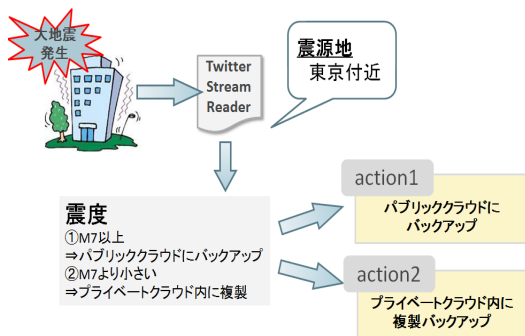 大地震
発生
Twitter
Stream
Reader
震源地
東京付近
震度
①M7以上
⇒パブリッククラウドにバックアップ
②M7より小さい
⇒プライベートクラウド内に複製
action1
パブリッククラウドに
バックアップ
action2
プライベートクラウド内に
複製バックアップ